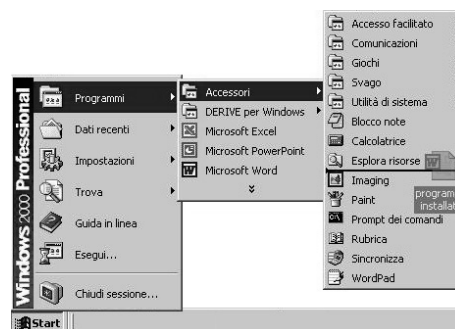 Windows 2000 Professional
Programmi
Dati recenti
Impostazioni
Trova
Guida in linea
Esegui...
Chiudi sessione...
Start
Accessori
DERIVE per Windows
Microsoft Excel
Microsoft PowerPoint
Microsoft Word
Accesso facilitato
Comunicazioni
Giochi
Svago
Utilità di sistema
Blocco note
Calcolatrice
Esplora risorse
Imaging
Paint
Prompt dei comandi
Rubrica
Sincronizza
WordPad
program
installat